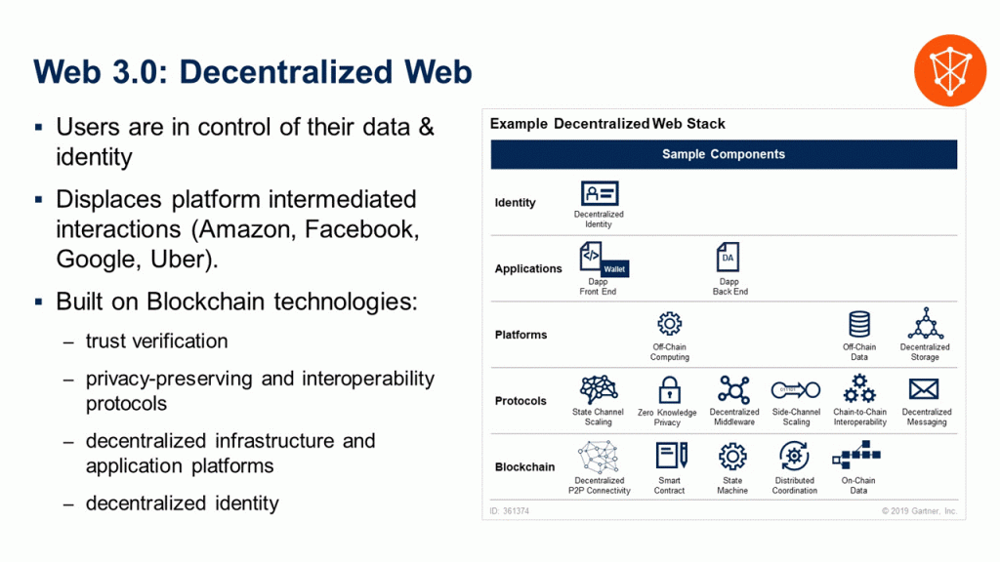 Web 3.0: Decentralized Web
▪ Users are in control of their data &
identity
▪ Displaces platform intermediated
interactions (Amazon, Facebook,
Google, Uber).
▪ Built on Blockchain technologies:
– trust verification
– privacy-preserving and interoperability
protocols
– decentralized infrastructure and
application platforms
– decentralized identity
Example Decentralized Web Stack
Sample Components
Identity
Decentralized
Identity
Applications
</>
Wallet
Dapp
Front End
DA
Dapp
Back End
Platforms
Off-Chain
Computing
Off-Chain
Data
Decentralized
Storage
Protocols
State Channel
Scaling
Zero Knowledge
Privacy
Decentralized
Middleware
Side-Channel
Scaling
Chain-to-Chain
Interoperability
Decentralized
Messaging
Blockchain
Decentralized
P2P Connectivity
Smart
Contract
State
Machine
Distributed
Coordination
On-Chain
Data
ID: 361374
© 2019 Gartner, Inc.